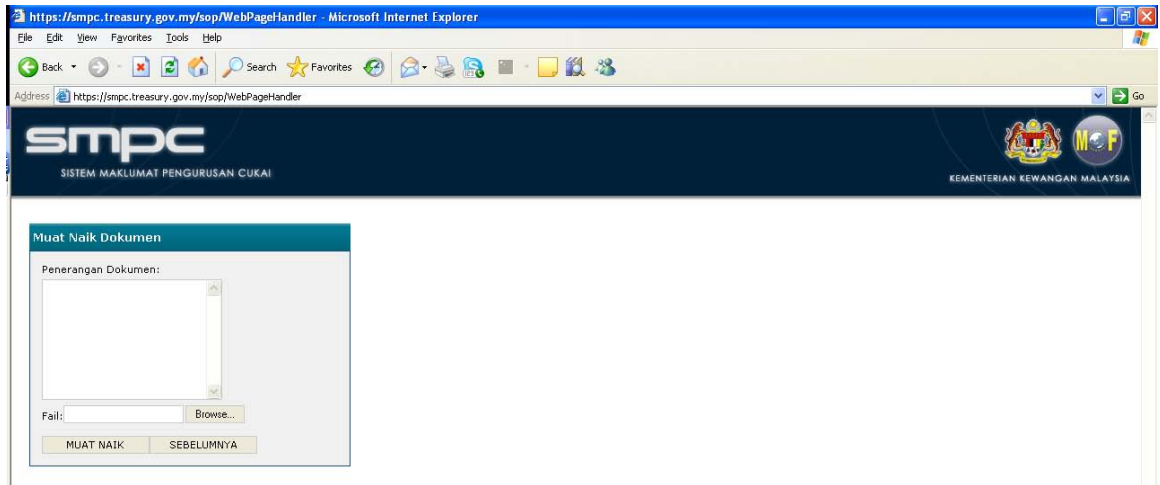 https://smpc.treasury.gov.my/sop/WebPageHandler - Microsoft Internet Explorer
File Edit View Favorites Tools Help
Back Search Favorites
Address https://smpc.treasury.gov.my/sop/WebPageHandler Go
smpc
SISTEM MAKLUMAT PENGURUSAN CUKAI
MOF
KEMENTERIAN KEWANGAN MALAYSIA
Muat Naik Dokumen
Penerangan Dokumen:
Fail: Browse...
MUAT NAIK SEBELUMNYA